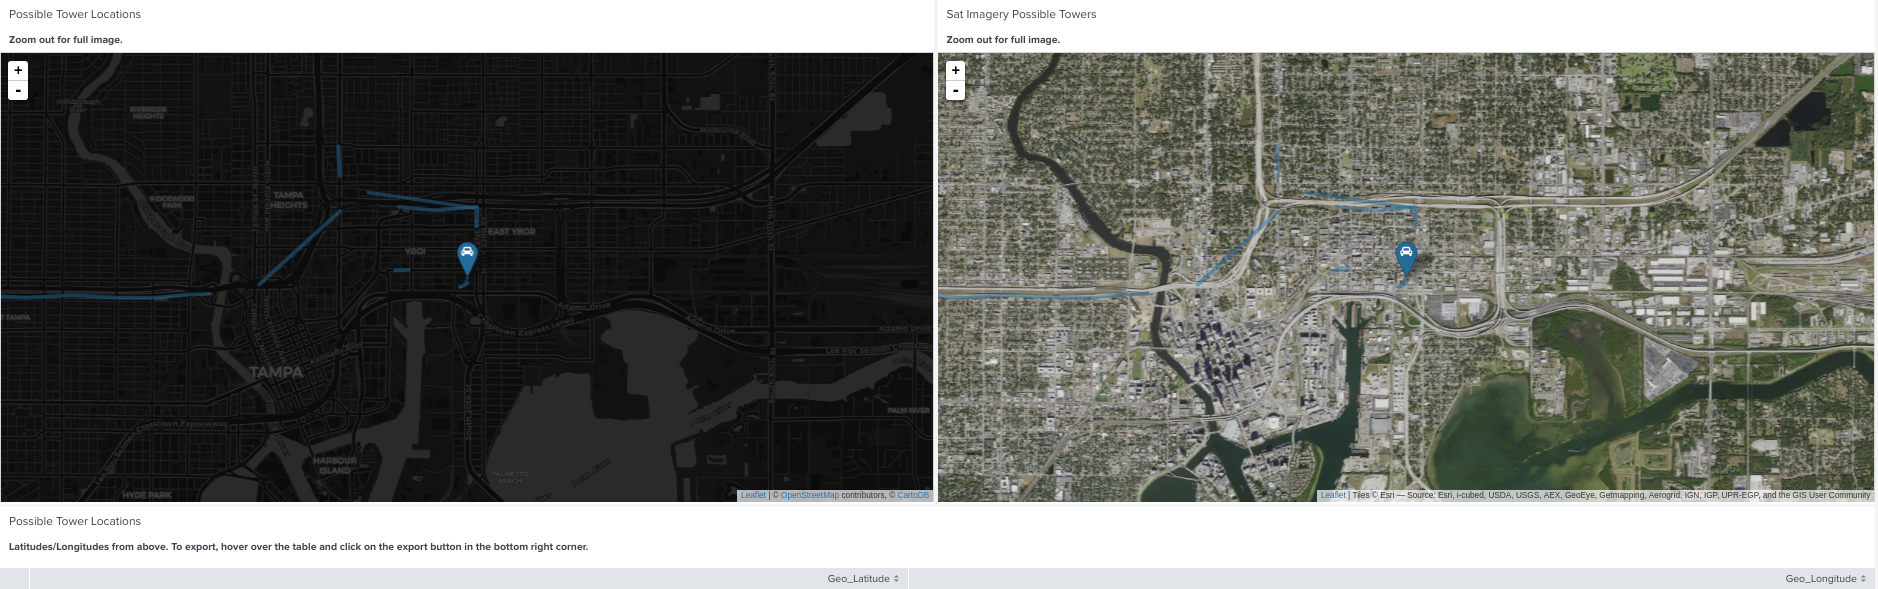 Possible Tower Locations
Zoom out for full image.
+
-
RIVERSIDE
HEIGHTS
RIDGEWOOD
PARK
TAMPA
HEIGHTS
EAST YBOR
TAMPA
Adamo Drive
Adamo Drive
Adamo Drive
TAMPA
PALM RIVER
HARBOUR
ISLAND
PALMETTO
BEACH
HYDE PARK
Leaflet | © OpenStreetMap contributors, © CartoDB
Sat Imagery Possible Towers
Zoom out for full image.
+
-
Leaflet | Tiles © Esri — Source: Esri, i-cubed, USDA, USGS, AEX, GeoEye, Getmapping, Aerogrid, IGN, IGP, UPR-EGP, and the GIS User Community
Possible Tower Locations
Latitudes/Longitudes from above. To export, hover over the table and click on the export button in the bottom right corner.
Geo_Latitude
Geo_Longitude